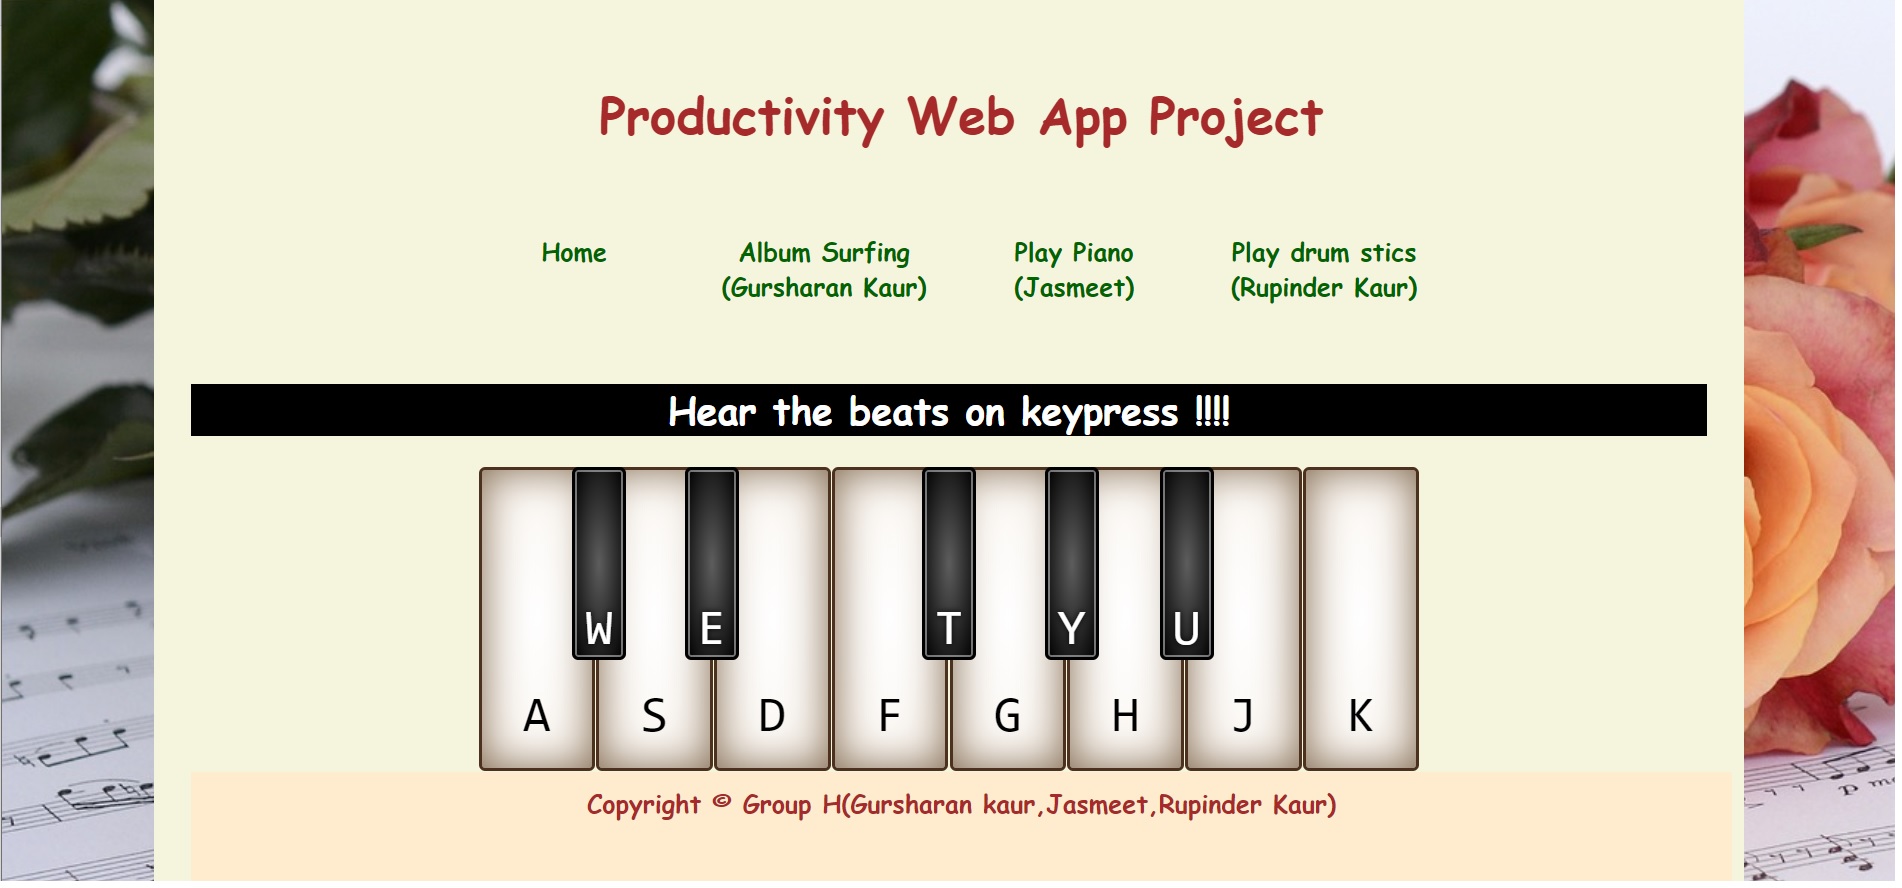 Productivity Web App Project
Home
Album Surfing
(Gursharan Kaur)
Play Piano
(Jasmeet)
Play drum stics
(Rupinder Kaur)
Hear the beats on keypress !!!!
W E T Y U
A S D F G H J K
Copyright © Group H(Gursharan kaur,Jasmeet,Rupinder Kaur)